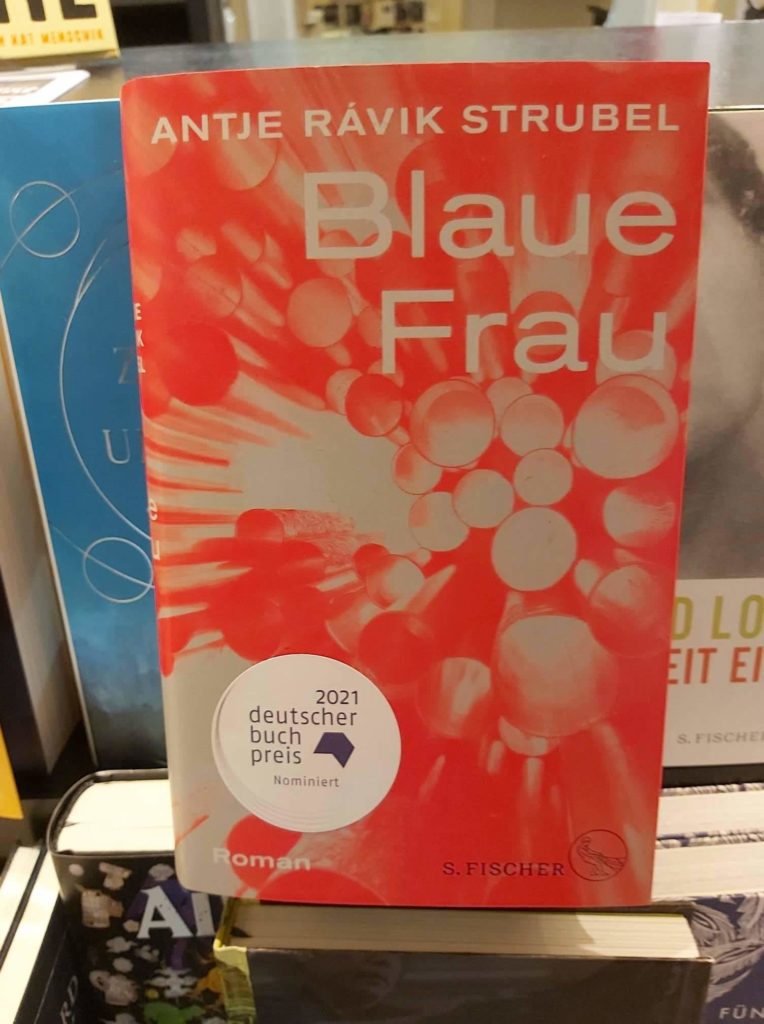 ANTJE RÁVIK STRUBEL
Blaue
Frau
2021
deutscher
buch
preis
Nominiert
Roman
S. FISCHER
S. FISCHER